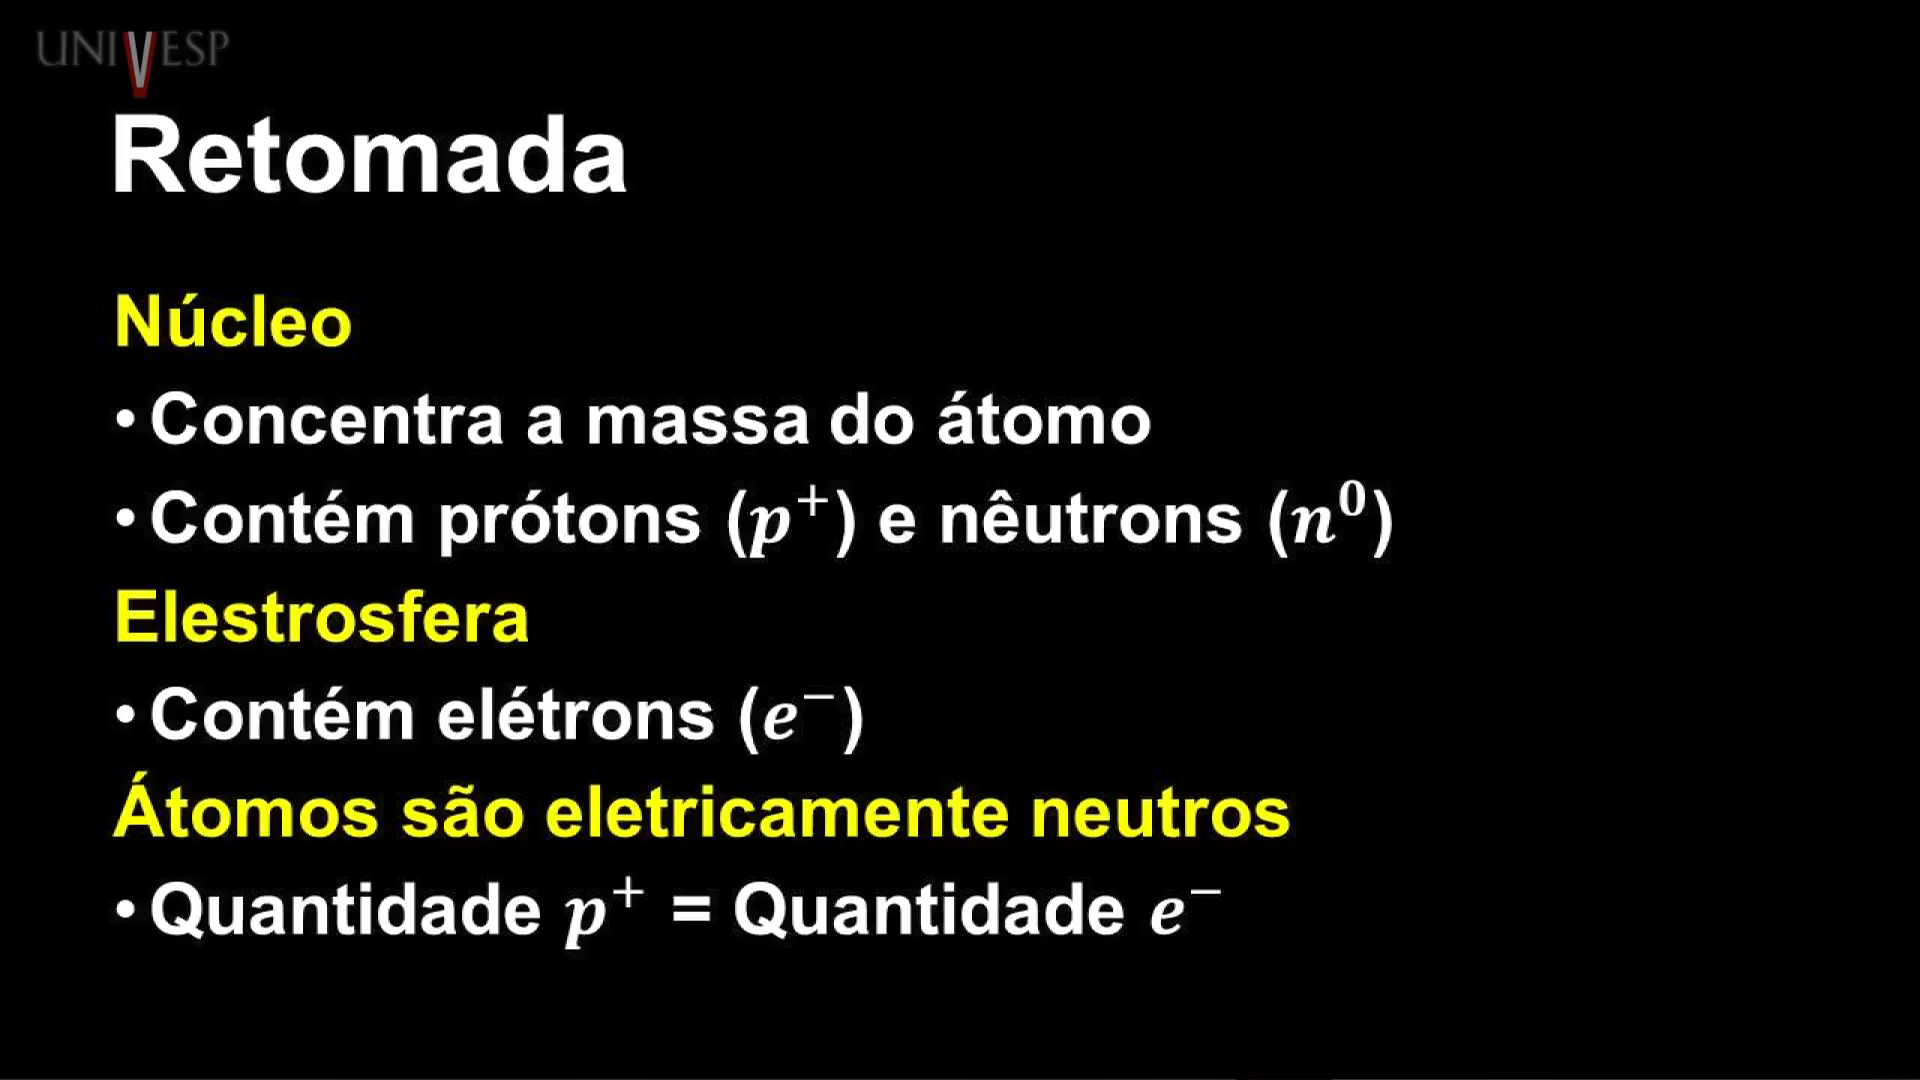 UNIVESP
Retomada
Núcleo
• Concentra a massa do átomo
• Contém prótons (p⁺) e nêutrons (n⁰)
Elestrosfera
• Contém elétrons (e⁻)
Átomos são eletricamente neutros
• Quantidade p⁺ = Quantidade e⁻